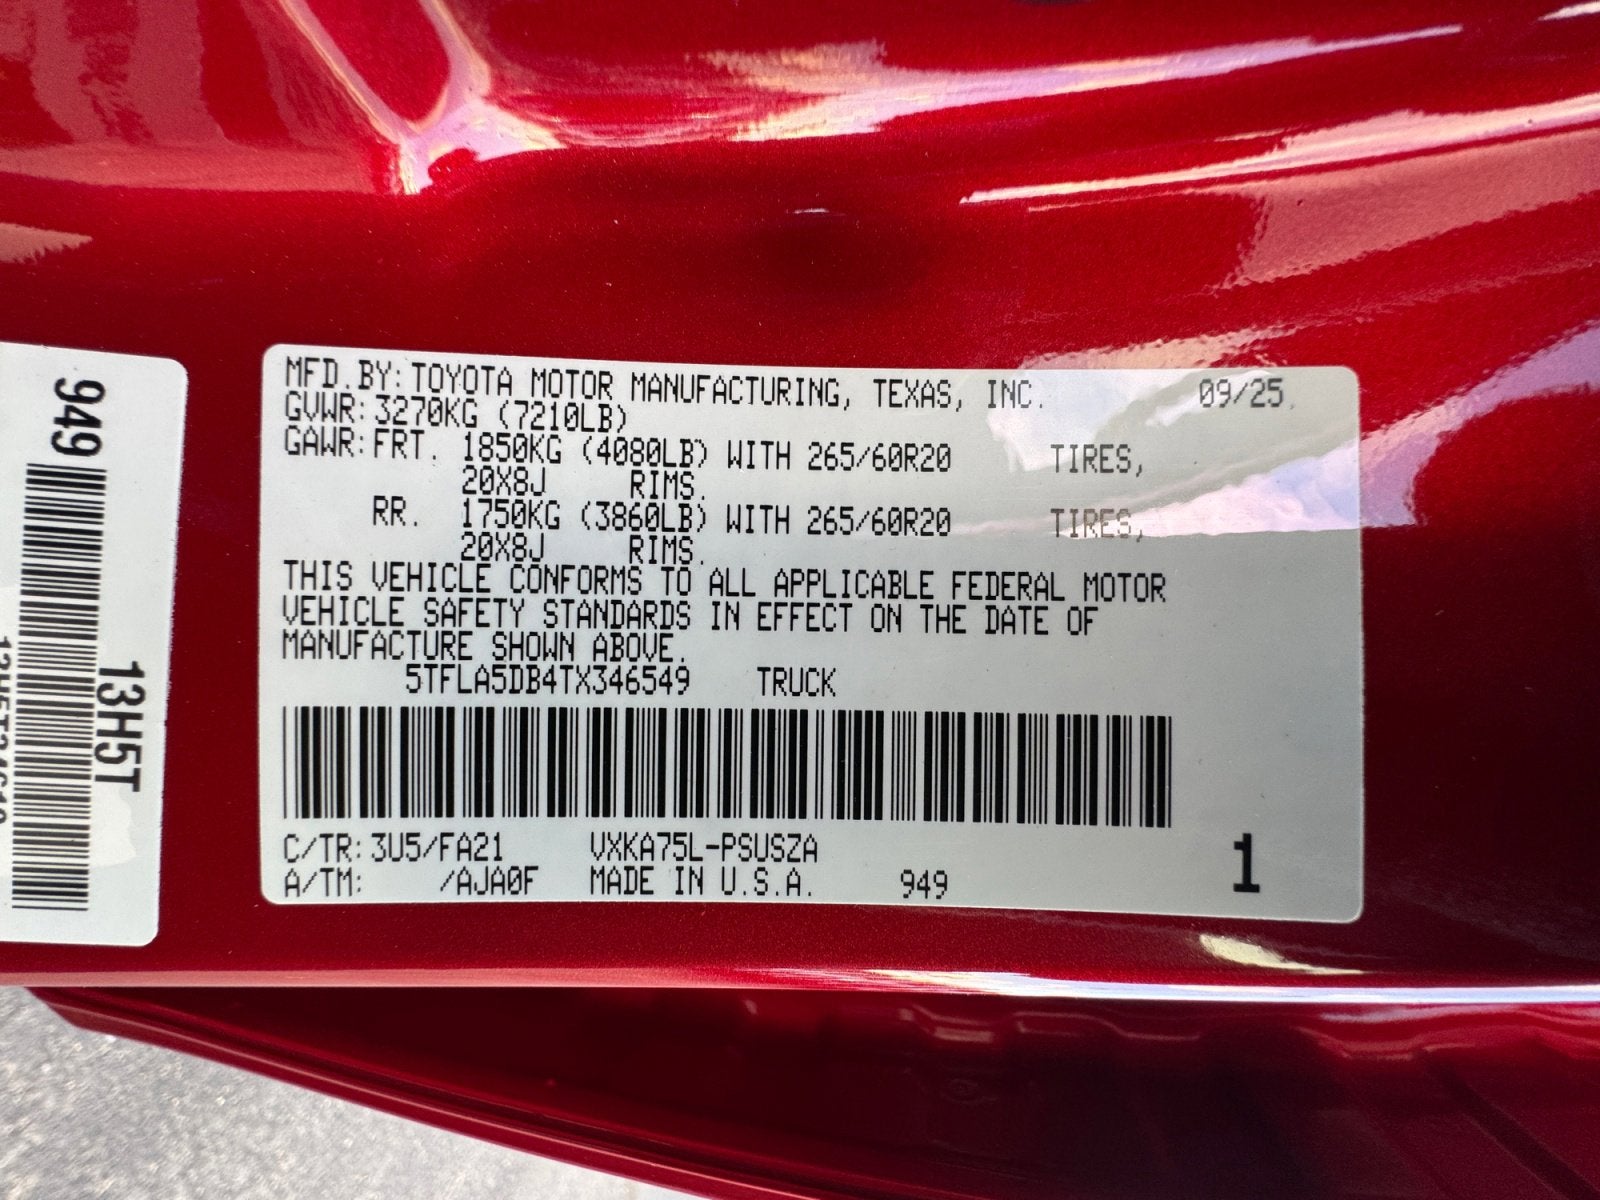 MFD.BY:TOYOTA MOTOR MANUFACTURING, TEXAS, INC. 09/25
GVWR: 3270KG (7210LB)
GAWR: FRT. 1850KG (4080LB) WITH 265/60R20 TIRES,
20X8J RIMS.
RR. 1750KG (3860LB) WITH 265/60R20 TIRES,
20X8J RIMS.
THIS VEHICLE CONFORMS TO ALL APPLICABLE FEDERAL MOTOR
VEHICLE SAFETY STANDARDS IN EFFECT ON THE DATE OF
MANUFACTURE SHOWN ABOVE.
5TFLA5DB4TX346549 TRUCK
C/TR: 3U5/FA21 VXKA75L-PSUSZA
A/TM: /AJA0F MADE IN U.S.A. 949
1
949
13H5T